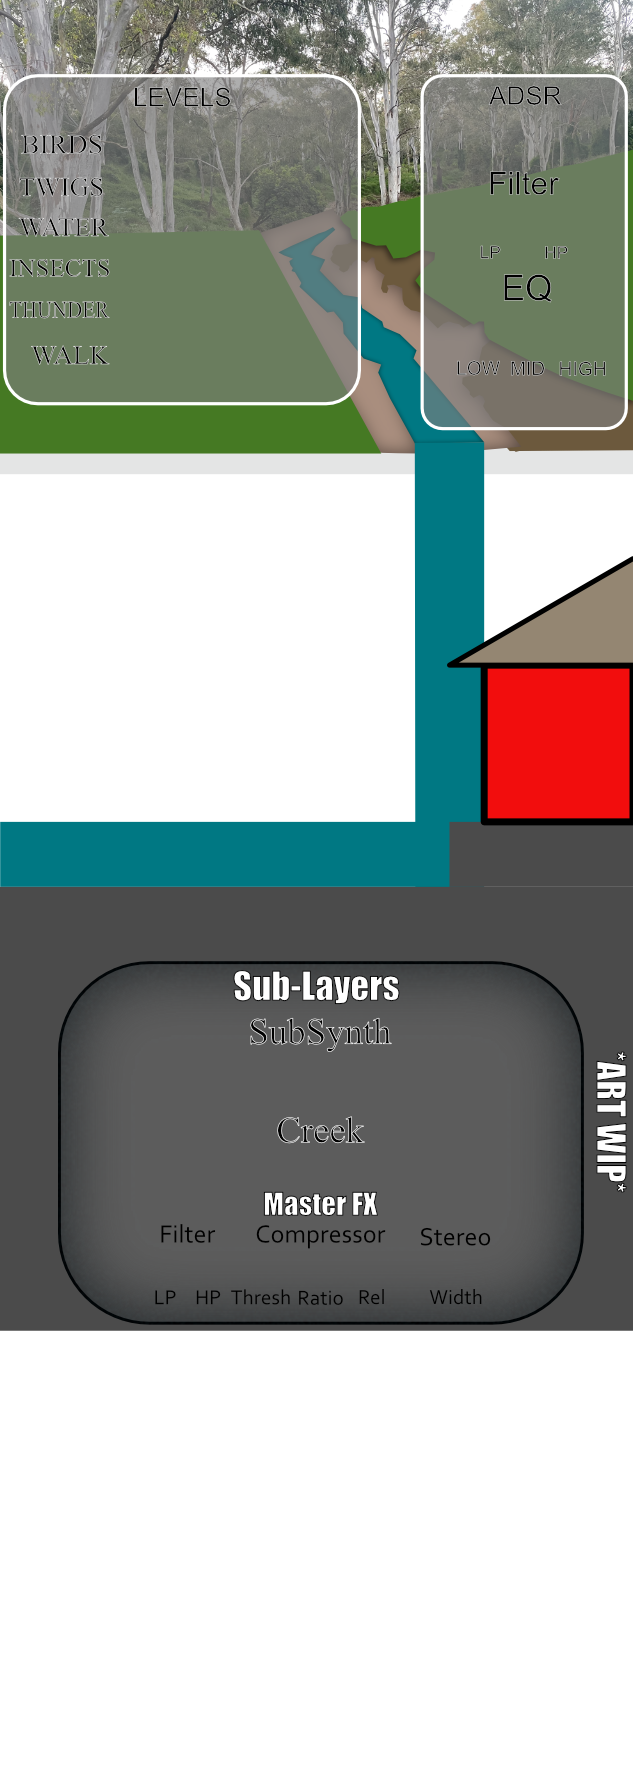 LEVELS
BIRDS
TWIGS
WATER
INSECTS
THUNDER
WALK
ADSR
Filter
LP HP
EQ
LOW MID HIGH
Sub-Layers
SubSynth
Creek
Master FX
Filter Compressor Stereo
LP HP Thresh Ratio Rel Width
*ART WIP*